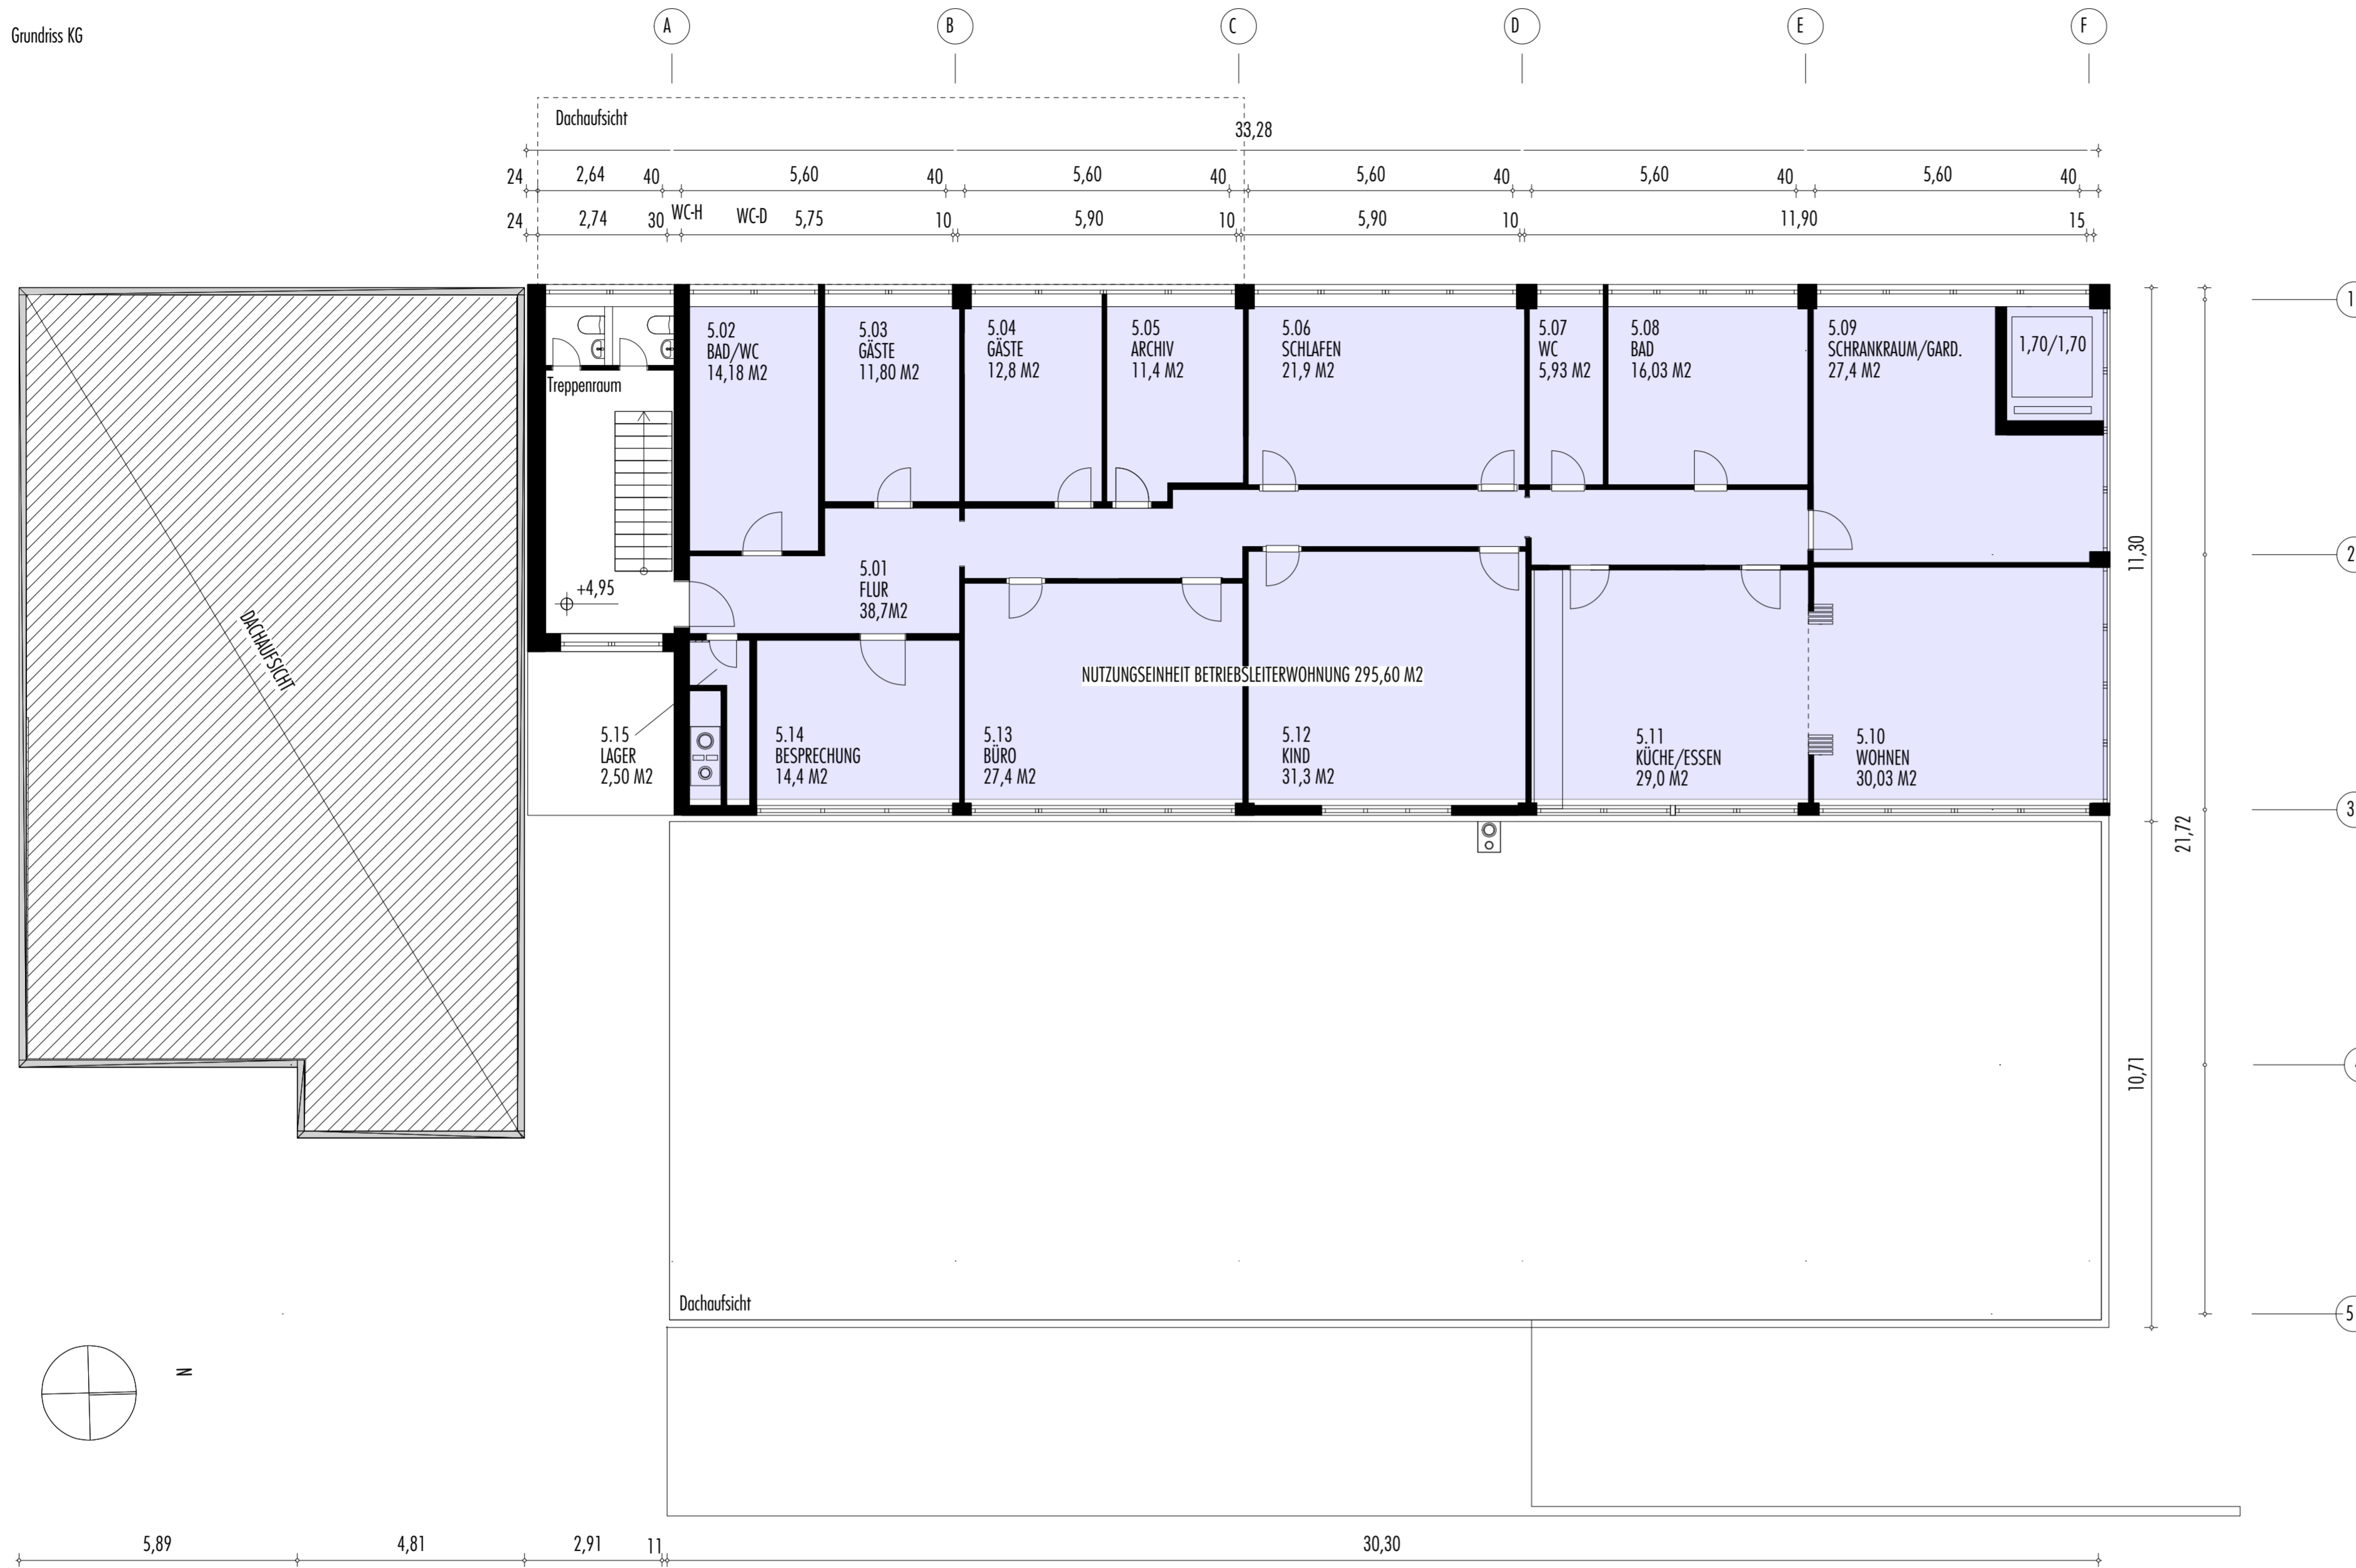 Grundriss KG
A
B
C
D
E
F
Dachaufsicht
33,28
24
2,64
40
5,60
40
5,60
40
5,60
40
5,60
40
5,60
40
24
2,74
30
WC-H
WC-D
5,75
10
5,90
10
5,90
10
11,90
15
1
5.02
BAD/WC
14,18 M2
5.03
GÄSTE
11,80 M2
5.04
GÄSTE
12,8 M2
5.05
ARCHIV
11,4 M2
5.06
SCHLAFEN
21,9 M2
5.07
WC
5,93 M2
5.08
BAD
16,03 M2
5.09
SCHRANKRAUM/GARD.
27,4 M2
1,70/1,70
Treppenraum
+4,95
5.01
FLUR
38,7M2
11,30
2
DACHAUFSICHT
NUTZUNGSEINHEIT BETRIEBSLEITERWOHNUNG 295,60 M2
5.15
LAGER
2,50 M2
5.14
BESPRECHUNG
14,4 M2
5.13
BÜRO
27,4 M2
5.12
KIND
31,3 M2
5.11
KÜCHE/ESSEN
29,0 M2
5.10
WOHNEN
30,03 M2
3
21,72
10,71
Dachaufsicht
5
N
5,89
4,81
2,91
11
30,30